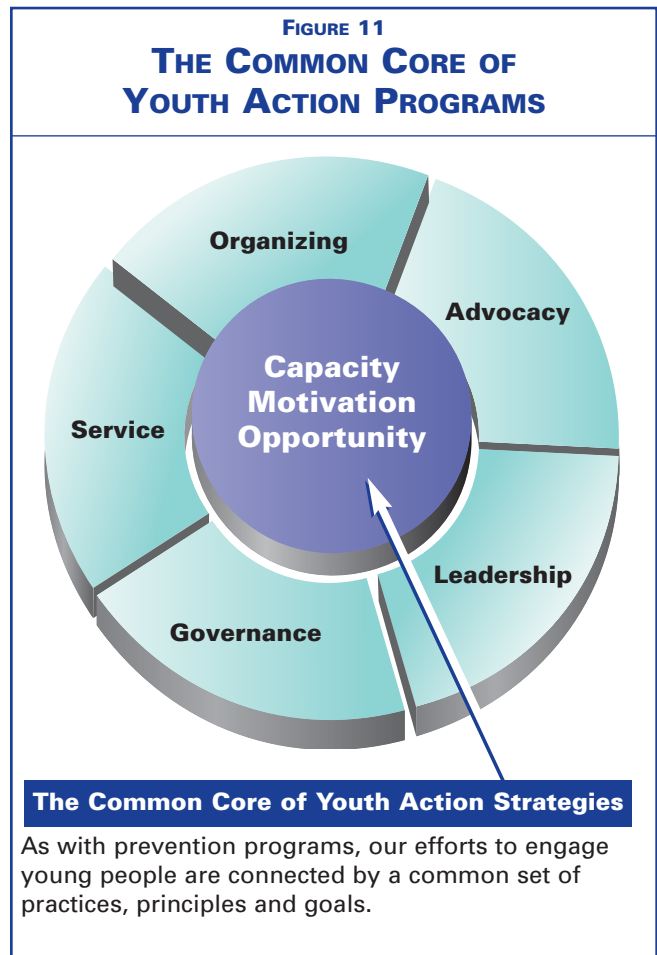 FIGURE 11
THE COMMON CORE OF
YOUTH ACTION PROGRAMS
Organizing
Advocacy
Capacity
Motivation
Opportunity
Service
Leadership
Governance
The Common Core of Youth Action Strategies
As with prevention programs, our efforts to engage
young people are connected by a common set of
practices, principles and goals.